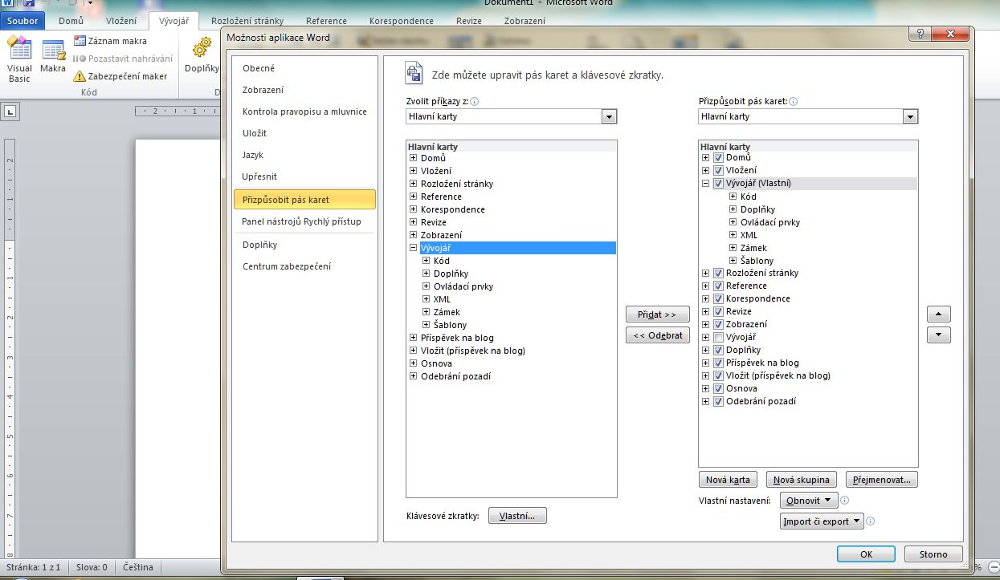 Dokument1 - Microsoft Word
Soubor Domů Vložení Vývojář Rozložení stránky Reference Korespondence Revize Zobrazení
Visual Basic
Makra
Záznam makra
Pozastavit nahrávání
Zabezpečení maker
Kód
Doplňky
Možnosti aplikace Word
Obecné
Zobrazení
Kontrola pravopisu a mluvnice
Uložit
Jazyk
Upřesnit
Přizpůsobit pás karet
Panel nástrojů Rychlý přístup
Doplňky
Centrum zabezpečení
Zde můžete upravit pás karet a klávesové zkratky.
Zvolit příkazy z:
Hlavní karty
Hlavní karty
Domů
Vložení
Rozložení stránky
Reference
Korespondence
Revize
Zobrazení
Vývojář
Kód
Doplňky
Ovládací prvky
XML
Zámek
Šablony
Příspěvek na blog
Vložit (příspěvek na blog)
Osnova
Odebrání pozadí
Klávesové zkratky: Vlastní...
Přidat >>
<< Odebrat
Přizpůsobit pás karet:
Hlavní karty
Hlavní karty
Domů
Vložení
Vývojář (Vlastní)
Kód
Doplňky
Ovládací prvky
XML
Zámek
Šablony
Rozložení stránky
Reference
Korespondence
Revize
Zobrazení
Vývojář
Doplňky
Příspěvek na blog
Vložit (příspěvek na blog)
Osnova
Odebrání pozadí
Nová karta Nová skupina Přejmenovat...
Vlastní nastavení: Obnovit
Import či export
OK Storno
Stránka: 1 z 1 Slova: 0 Čeština